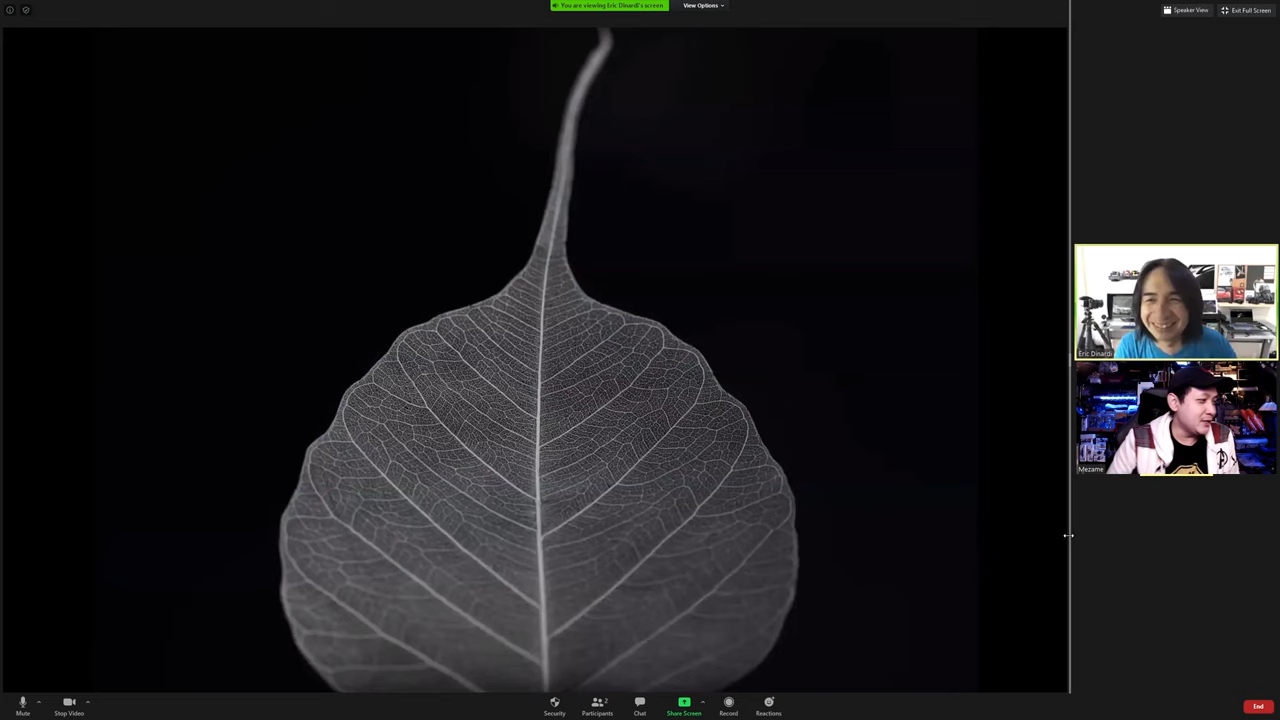 You are viewing Eric Dinardi's screen
View Options
Speaker View
Exit Full Screen
Eric Dinardi
Mezame
Mute
Stop Video
Security
Participants
2
Chat
Share Screen
Record
Reactions
End